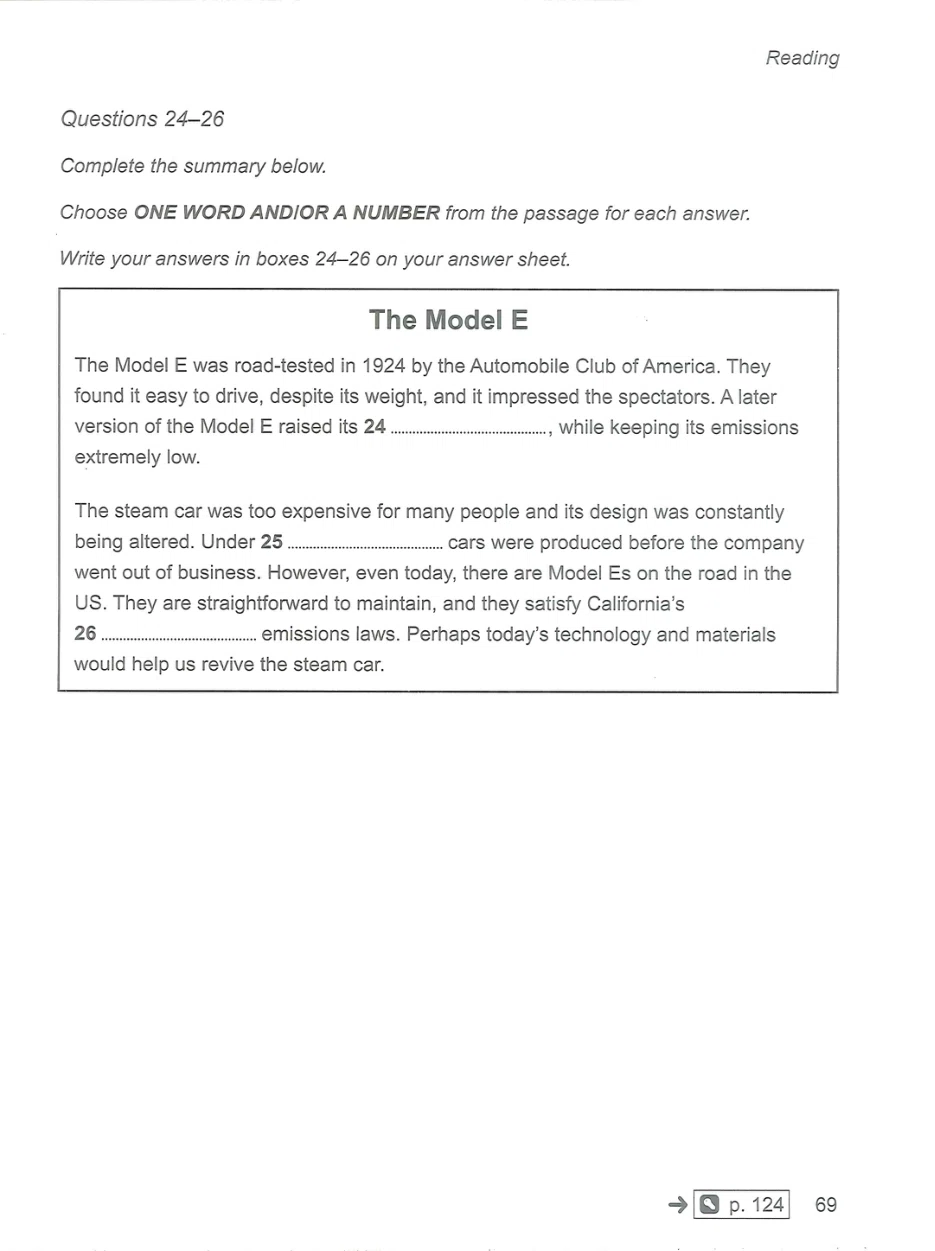 Reading
Questions 24–26
Complete the summary below.
Choose ONE WORD AND/OR A NUMBER from the passage for each answer.
Write your answers in boxes 24–26 on your answer sheet.
The Model E
The Model E was road-tested in 1924 by the Automobile Club of America. They
found it easy to drive, despite its weight, and it impressed the spectators. A later
version of the Model E raised its 24 ............................................ , while keeping its emissions
extremely low.
The steam car was too expensive for many people and its design was constantly
being altered. Under 25 ............................................ cars were produced before the company
went out of business. However, even today, there are Model Es on the road in the
US. They are straightforward to maintain, and they satisfy California's
26 ............................................ emissions laws. Perhaps today's technology and materials
would help us revive the steam car.
→ p. 124 69